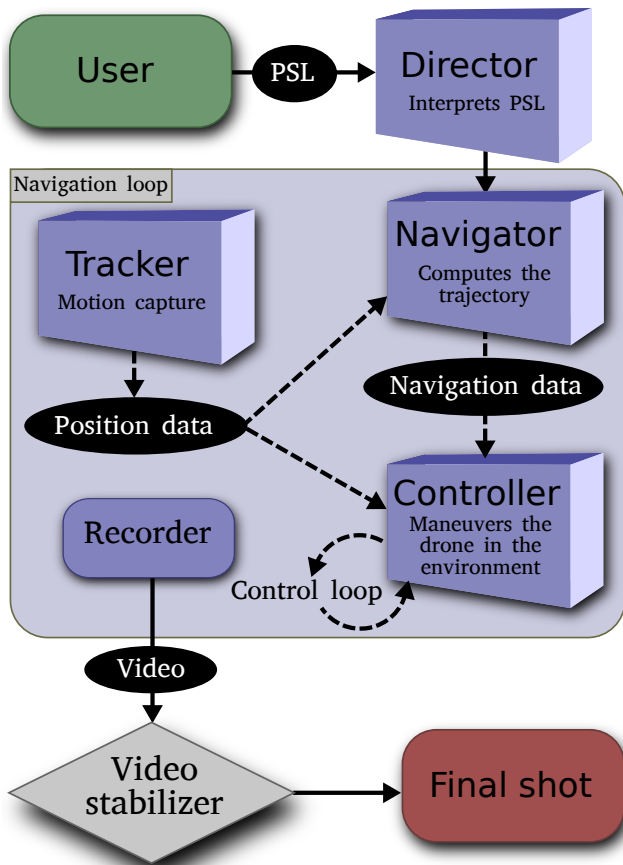 User
PSL
Director
Interprets PSL
Navigation loop
Tracker
Motion capture
Navigator
Computes the
trajectory
Position data
Navigation data
Recorder
Controller
Maneuvers the
drone in the
environment
Control loop
Video
Video
stabilizer
Final shot